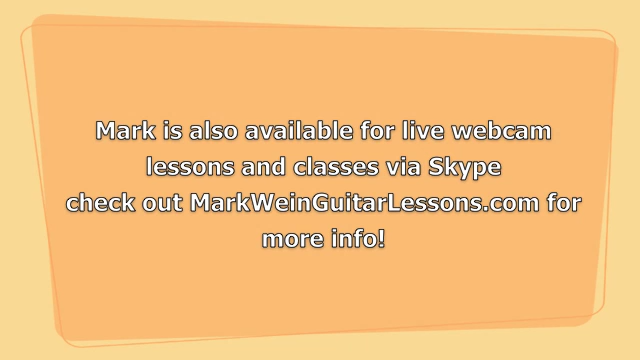 Mark is also available for live webcam
lessons and classes via Skype
check out MarkWeinGuitarLessons.com for
more info!